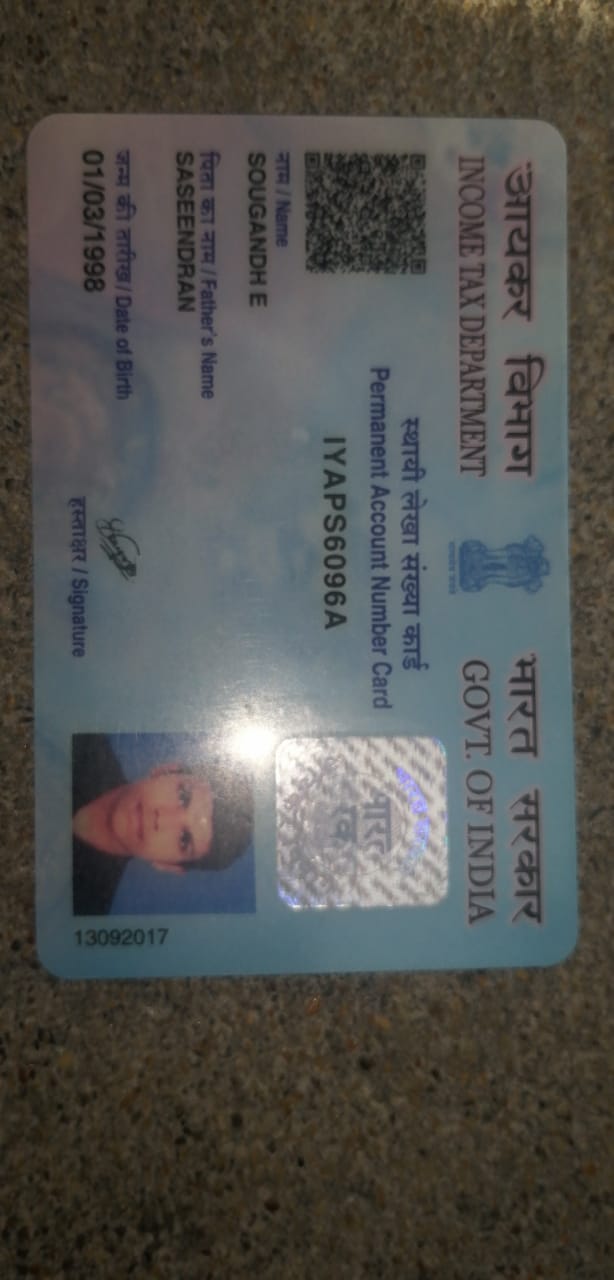 आयकर विभाग
INCOME TAX DEPARTMENT
भारत सरकार
GOVT. OF INDIA
स्थायी लेखा संख्या कार्ड
Permanent Account Number Card
IYAPS6096A
नाम / Name
SOUGANDH E
पिता का नाम / Father's Name
SASEENDRAN
जन्म की तारीख / Date of Birth
01/03/1998
हस्ताक्षर / Signature
13092017